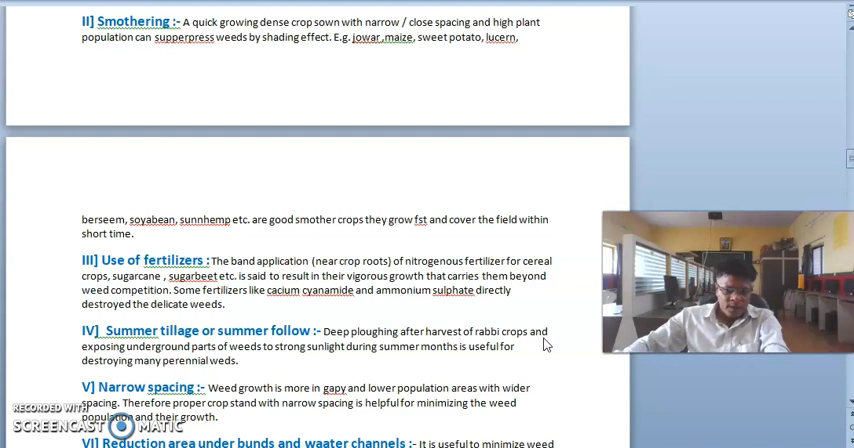 II] Smothering :- A quick growing dense crop sown with narrow / close spacing and high plant
population can supperpress weeds by shading effect. E.g. jowar ,maize, sweet potato, lucern,
berseem, soyabean, sunnhemp etc. are good smother crops they grow fst and cover the field within
short time.
III] Use of fertilizers : The band application (near crop roots) of nitrogenous fertilizer for cereal
crops, sugarcane , sugarbeet etc. is said to result in their vigorous growth that carries them beyond
weed competition. Some fertilizers like cacium cyanamide and ammonium sulphate directly
destroyed the delicate weeds.
IV] Summer tillage or summer follow :- Deep ploughing after harvest of rabbi crops and
exposing underground parts of weeds to strong sunlight during summer months is useful for
destroying many perennial weds.
V] Narrow spacing :- Weed growth is more in gapy and lower population areas with wider
spacing. Therefore proper crop stand with narrow spacing is helpful for minimizing the weed
population and their growth.
VI] Reduction area under bunds and waater channels :- It is useful to minimize weed
RECORDED WITH
SCREENCAST MATIC